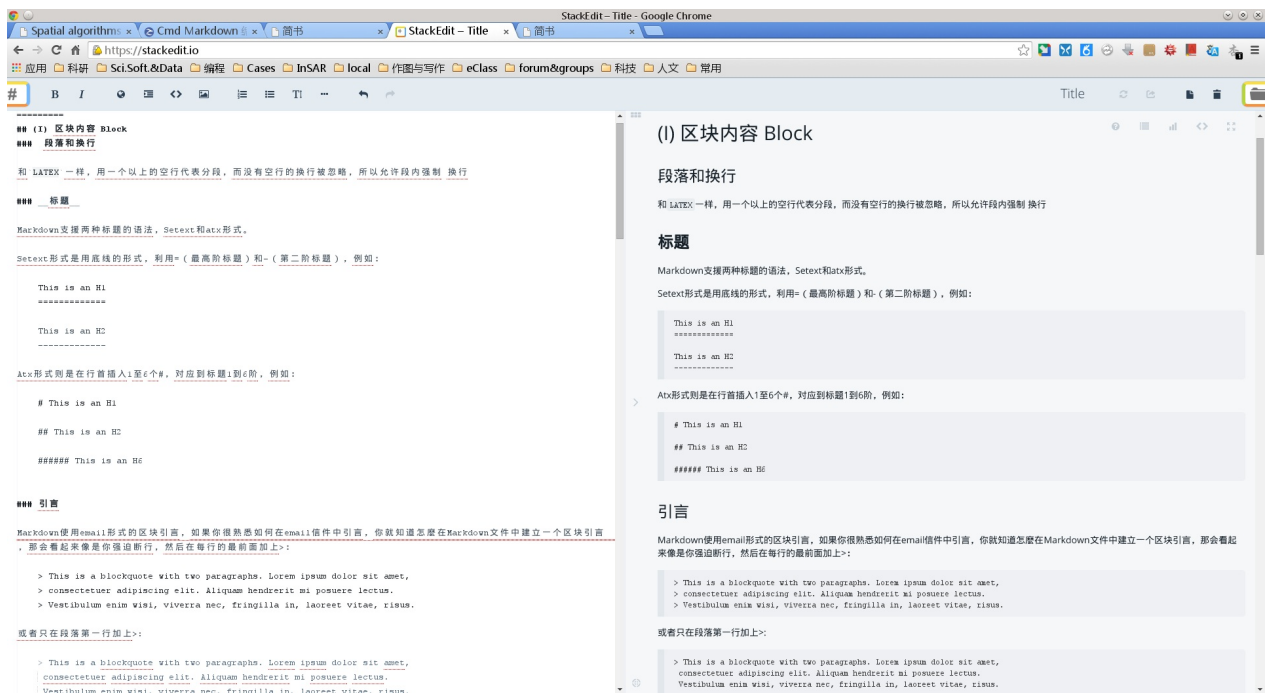 StackEdit – Title - Google Chrome
Spatial algorithms
Cmd Markdown
简书
StackEdit – Title
简书
https://stackedit.io
应用 科研 Sci.Soft.&Data 编程 Cases InSAR local 作图与写作 eClass forum&groups 科技 人文 常用
# B I Title
=========
## (I) 区块内容 Block
### 段落和换行
和 LATEX 一样，用一个以上的空行代表分段，而没有空行的换行被忽略，所以允许段内强制 换行
### __标题__
Markdown支援两种标题的语法，Setext和atx形式。
Setext形式是用底线的形式，利用=（最高阶标题）和-（第二阶标题），例如：
This is an H1
=============
This is an H2
-------------
Atx形式则是在行首插入1至6个#，对应到标题1到6阶，例如：
# This is an H1
## This is an H2
###### This is an H6
### 引言
Markdown使用email形式的区块引言，如果你很熟悉如何在email信件中引言，你就知道怎麼在Markdown文件中建立一个区块引言
，那会看起来像是你强迫断行，然后在每行的最前面加上>：
> This is a blockquote with two paragraphs. Lorem ipsum dolor sit amet,
> consectetuer adipiscing elit. Aliquam hendrerit mi posuere lectus.
> Vestibulum enim wisi, viverra nec, fringilla in, laoreet vitae, risus.
或者只在段落第一行加上>:
> This is a blockquote with two paragraphs. Lorem ipsum dolor sit amet,
consectetuer adipiscing elit. Aliquam hendrerit mi posuere lectus.
Vestibulum enim wisi, viverra nec, fringilla in, laoreet vitae, risus.
(I) 区块内容 Block
段落和换行
和 LATEX 一样，用一个以上的空行代表分段，而没有空行的换行被忽略，所以允许段内强制 换行
标题
Markdown支援两种标题的语法，Setext和atx形式。
Setext形式是用底线的形式，利用=（最高阶标题）和-（第二阶标题），例如：
This is an H1
=============
This is an H2
-------------
Atx形式则是在行首插入1至6个#，对应到标题1到6阶，例如：
# This is an H1
## This is an H2
###### This is an H6
引言
Markdown使用email形式的区块引言，如果你很熟悉如何在email信件中引言，你就知道怎麼在Markdown文件中建立一个区块引言，那会看起
来像是你强迫断行，然后在每行的最前面加上>：
> This is a blockquote with two paragraphs. Lorem ipsum dolor sit amet,
> consectetuer adipiscing elit. Aliquam hendrerit mi posuere lectus.
> Vestibulum enim wisi, viverra nec, fringilla in, laoreet vitae, risus.
或者只在段落第一行加上>:
> This is a blockquote with two paragraphs. Lorem ipsum dolor sit amet,
consectetuer adipiscing elit. Aliquam hendrerit mi posuere lectus.
Vestibulum enim wisi, viverra nec, fringilla in, laoreet vitae, risus.